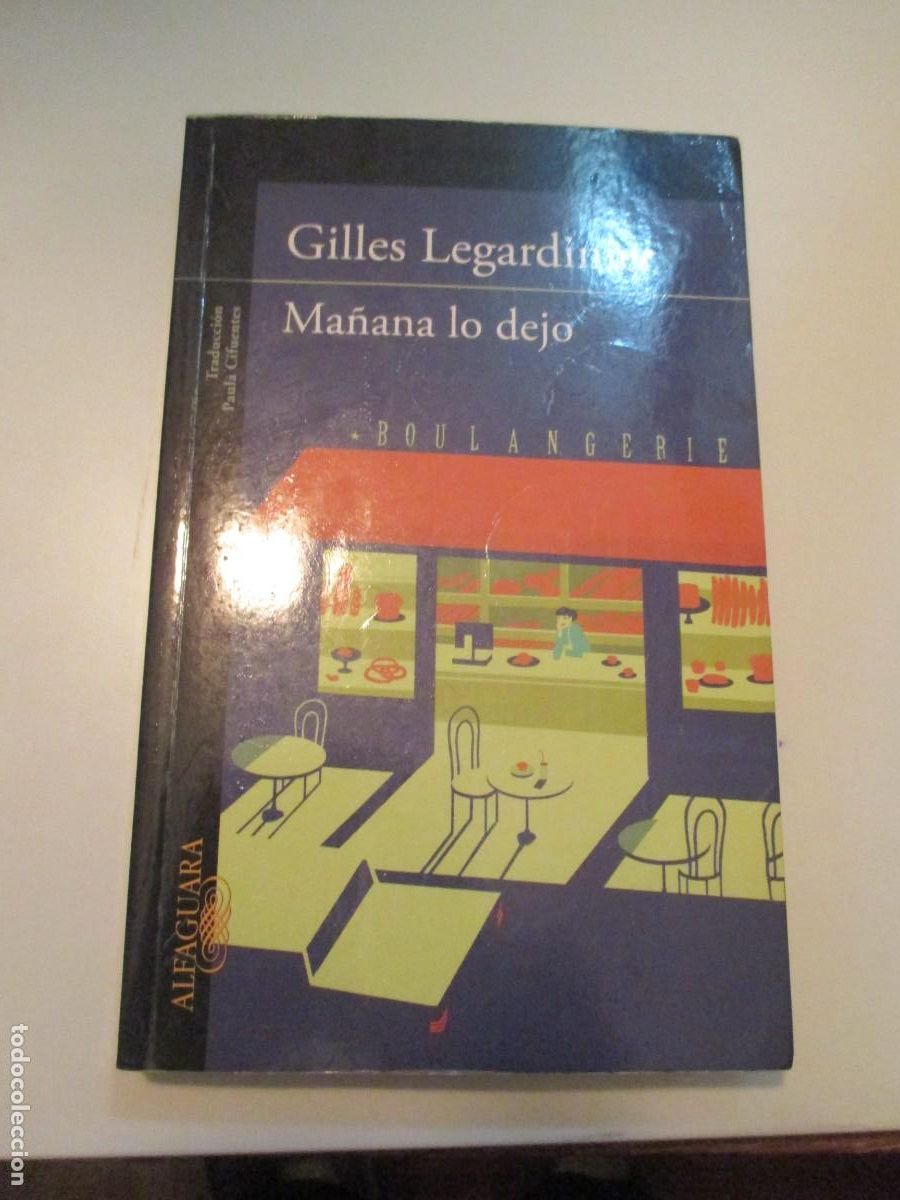 Gilles Legardinier
Mañana lo dejo
Traducción
Paula Cifuentes
★ BOULANGERIE
ALFAGUARA
todocoleccion